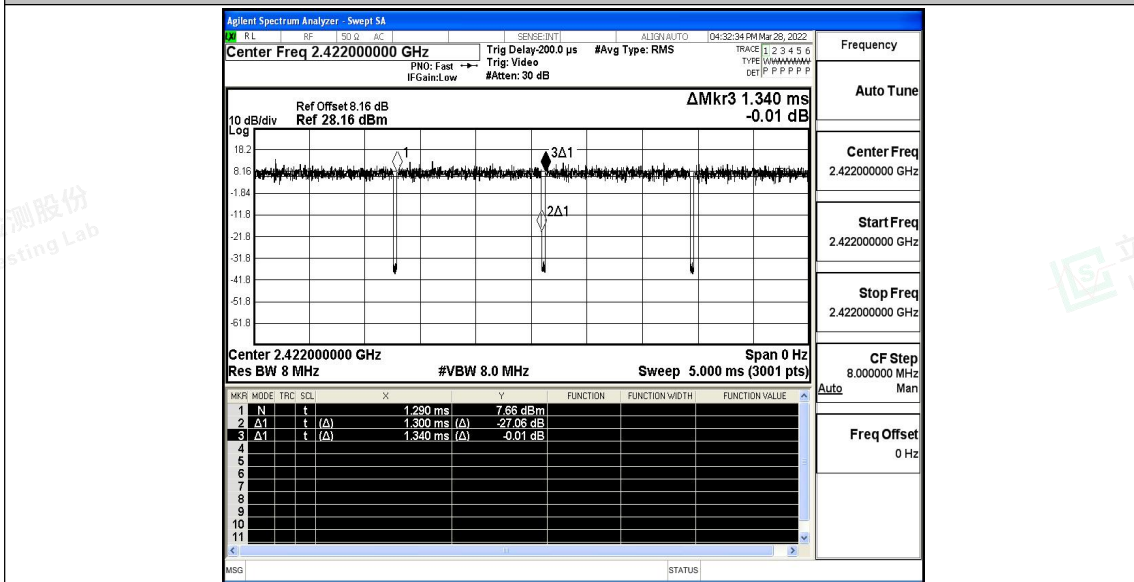 Agilent Spectrum Analyzer - Swept SA
RL RF 50 Ω AC SENSE:INT ALIGN AUTO 04:32:34 PM Mar 28, 2022
Center Freq 2.422000000 GHz
PNO: Fast
IFGain:Low
Trig Delay-200.0 µs
Trig: Video
#Atten: 30 dB
#Avg Type: RMS
TRACE 1 2 3 4 5 6
TYPE
DET P P P P P P
Frequency
Auto Tune
Center Freq
2.422000000 GHz
Start Freq
2.422000000 GHz
Stop Freq
2.422000000 GHz
CF Step
8.000000 MHz
Auto Man
Freq Offset
0 Hz
ΔMkr3 1.340 ms
-0.01 dB
Ref Offset 8.16 dB
10 dB/div Ref 28.16 dBm
Log
18.2
8.16
-1.84
-11.8
-21.8
-31.8
-41.8
-51.8
-61.8
1
3Δ1
2Δ1
Center 2.422000000 GHz Span 0 Hz
Res BW 8 MHz #VBW 8.0 MHz Sweep 5.000 ms (3001 pts)
MKR MODE TRC SCL X Y FUNCTION FUNCTION WIDTH FUNCTION VALUE
1 N t 1.290 ms 7.66 dBm
2 Δ1 t (Δ) 1.300 ms (Δ) -27.06 dB
3 Δ1 t (Δ) 1.340 ms (Δ) -0.01 dB
4
5
6
7
8
9
10
11
MSG STATUS
测股份
sting Lab
LCS
立